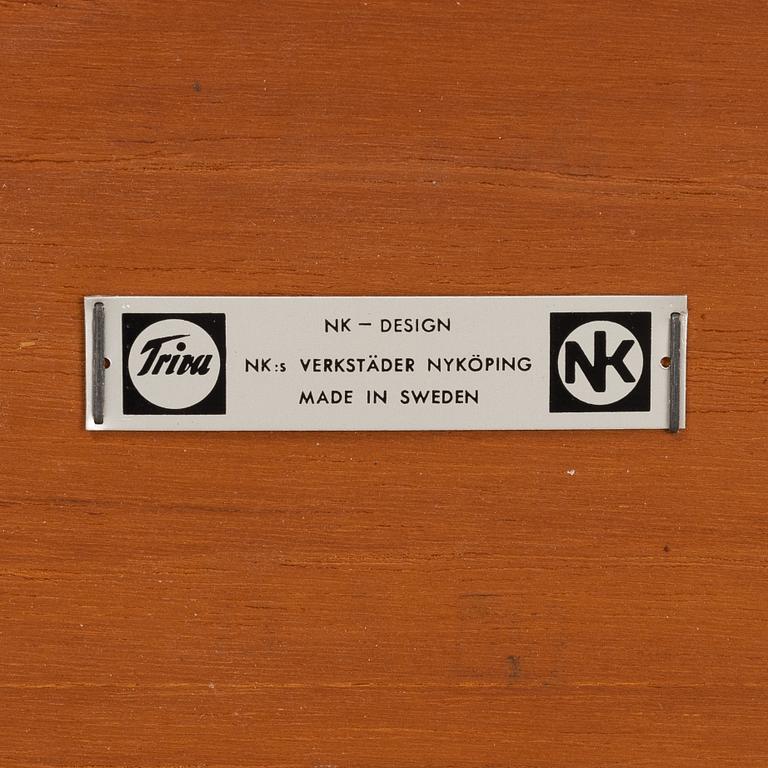 Triva
NK – DESIGN
NK:s VERKSTÄDER NYKÖPING
MADE IN SWEDEN
NK